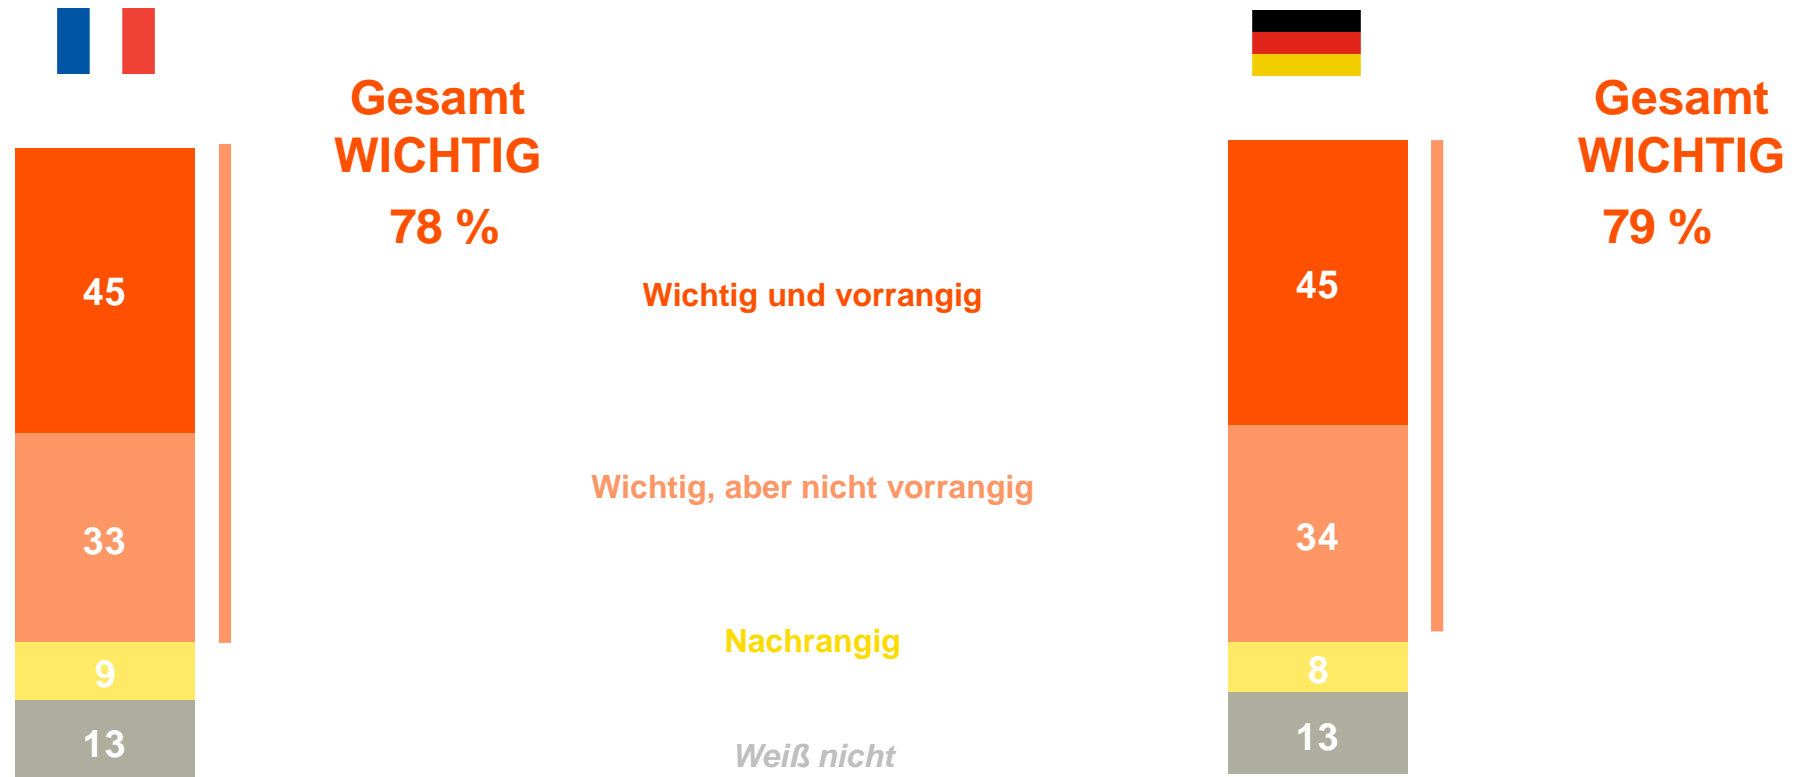 Gesamt
WICHTIG
78 %
45
33
9
13
Wichtig und vorrangig
Wichtig, aber nicht vorrangig
Nachrangig
Weiß nicht
45
34
8
13
Gesamt
WICHTIG
79 %